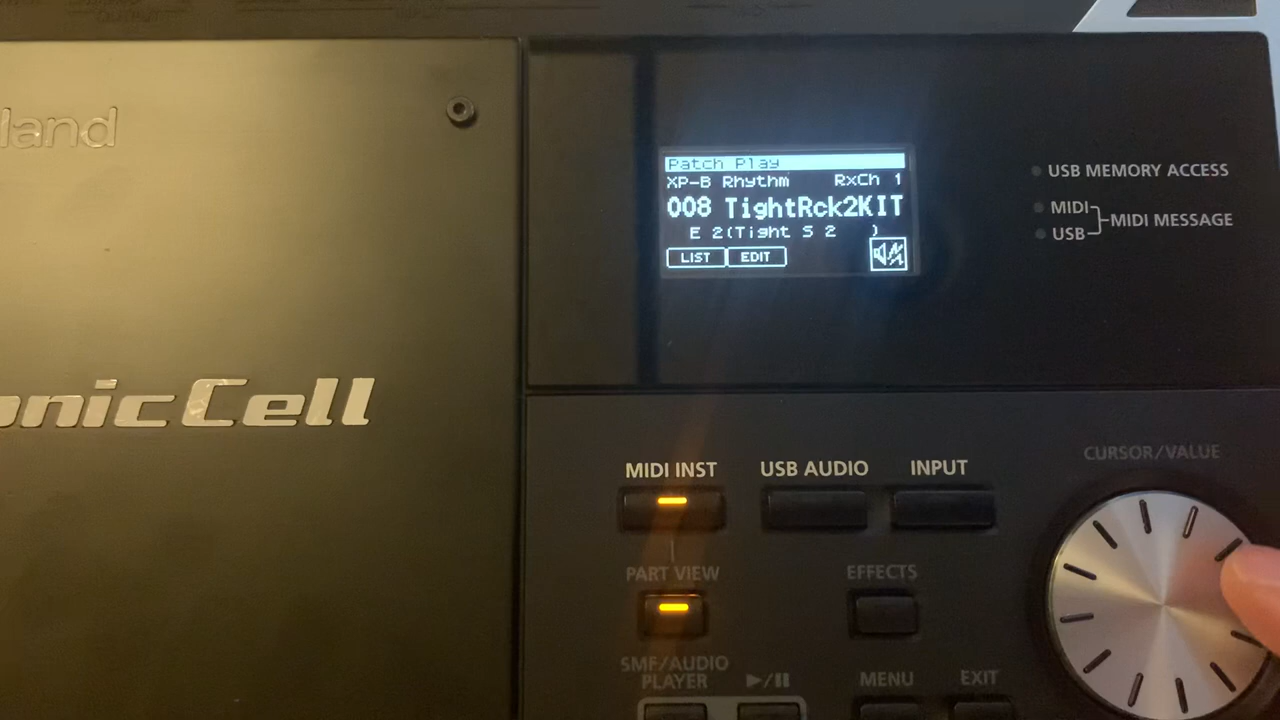 land
onicCell
Patch Play
XP-B Rhythm RxCh 1
008 TightRck2KIT
E 2(Tight S 2 )
LIST EDIT
USB MEMORY ACCESS
MIDI
USB
MIDI MESSAGE
MIDI INST USB AUDIO INPUT
CURSOR/VALUE
PART VIEW EFFECTS
SMF/AUDIO
PLAYER ►/II MENU EXIT